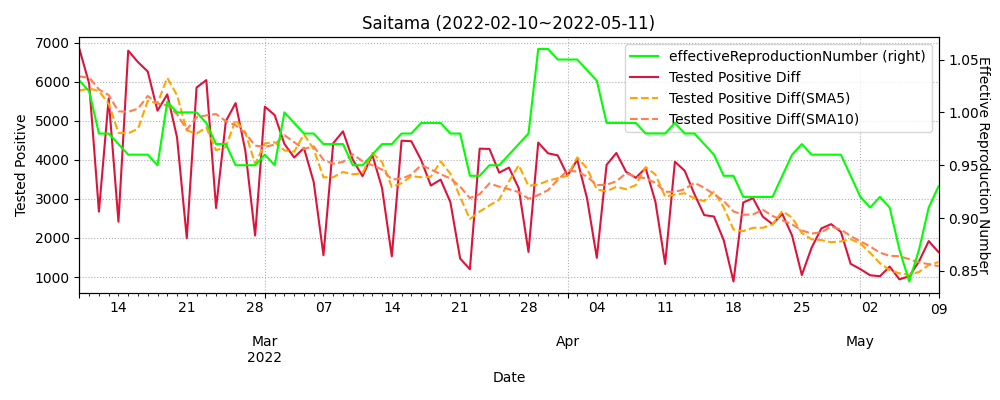 Saitama (2022-02-10~2022-05-11)
7000
6000
5000
4000
3000
2000
1000
Tested Positive
effectiveReproductionNumber (right)
Tested Positive Diff
Tested Positive Diff(SMA5)
Tested Positive Diff(SMA10)
1.05
1.00
0.95
0.90
0.85
Effective Reproduction Number
14 21 28 07 14 21 28 04 11 18 25 02 09
Mar Apr May
2022
Date